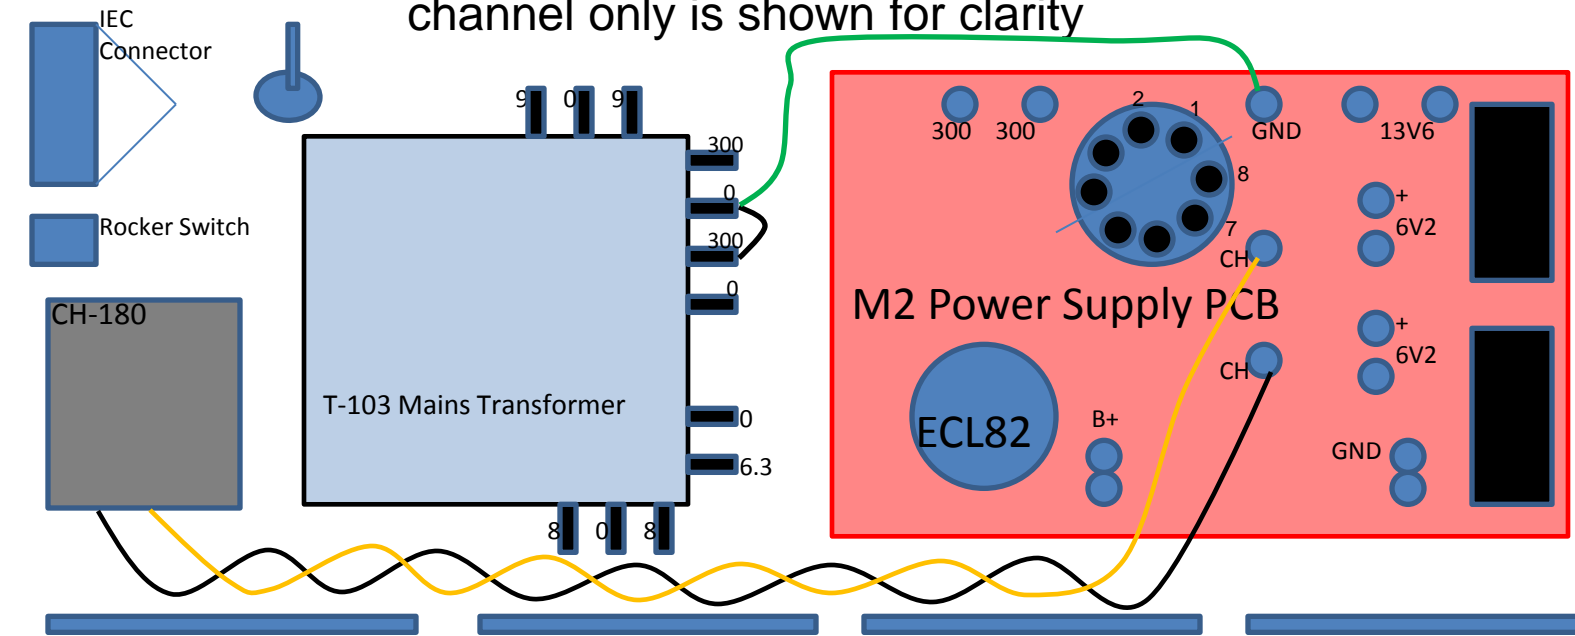 channel only is shown for clarity
IEC
Connector
9 0 9
300
0
300
0
Rocker Switch
CH-180
T-103 Mains Transformer
0
6.3
8 0 8
300 300
2
1
8
7
GND
13V6
+
6V2
CH
M2 Power Supply PCB
+
6V2
CH
ECL82
B+
GND